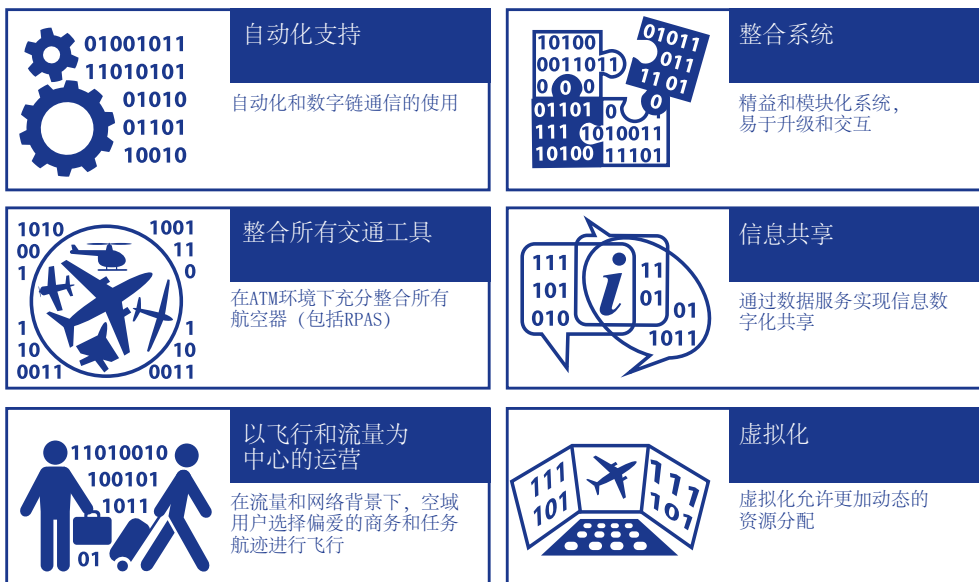 01001011
11010101
01010
01101
10010
自动化支持
自动化和数字链通信的使用
10100
0011011
0 0 0
01101 0 1
111 1010011
10100 11101
01011
011
11 01
0
整合系统
精益和模块化系统，
易于升级和交互
1010
00
1
1001
11
0
1
10
0011
1
10
0011
整合所有交通工具
在ATM环境下充分整合所有
航空器 (包括RPAS)
111
101
010
i
11
01
01
1011
信息共享
通过数据服务实现信息数
字化共享
11010010
100101
1011
01
以飞行和流量为
中心的运营
在流量和网络背景下，空域
用户选择偏爱的商务和任务
航迹进行飞行
111
101
111
101
虚拟化
虚拟化允许更加动态的
资源分配